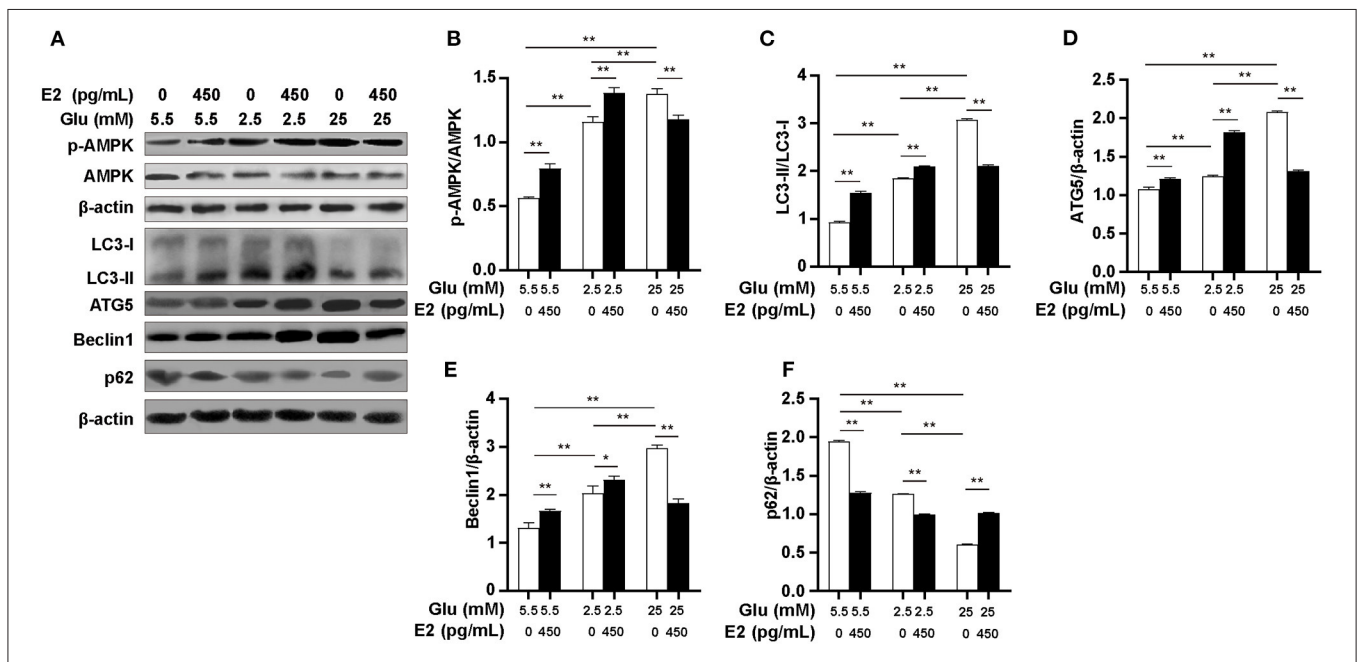 A
E2 (pg/mL) 0 450 0 450 0 450
Glu (mM) 5.5 5.5 2.5 2.5 25 25
p-AMPK
AMPK
β-actin
LC3-I
LC3-II
ATG5
Beclin1
p62
β-actin
B
p-AMPK/AMPK
1.5
1.0
0.5
0.0
**
**
**
**
**
**
Glu (mM) 5.5 5.5 2.5 2.5 25 25
E2 (pg/mL) 0 450 0 450 0 450
C
LC3-II/LC3-I
4
3
2
1
0
**
**
**
**
**
**
Glu (mM) 5.5 5.5 2.5 2.5 25 25
E2 (pg/mL) 0 450 0 450 0 450
D
ATG5/β-actin
2.5
2.0
1.5
1.0
0.5
0.0
**
**
**
**
**
**
Glu (mM) 5.5 5.5 2.5 2.5 25 25
E2 (pg/mL) 0 450 0 450 0 450
E
Beclin1/β-actin
4
3
2
1
0
**
**
**
**
*
**
Glu (mM) 5.5 5.5 2.5 2.5 25 25
E2 (pg/mL) 0 450 0 450 0 450
F
p62/β-actin
2.5
2.0
1.5
1.0
0.5
0.0
**
**
**
**
**
**
Glu (mM) 5.5 5.5 2.5 2.5 25 25
E2 (pg/mL) 0 450 0 450 0 450